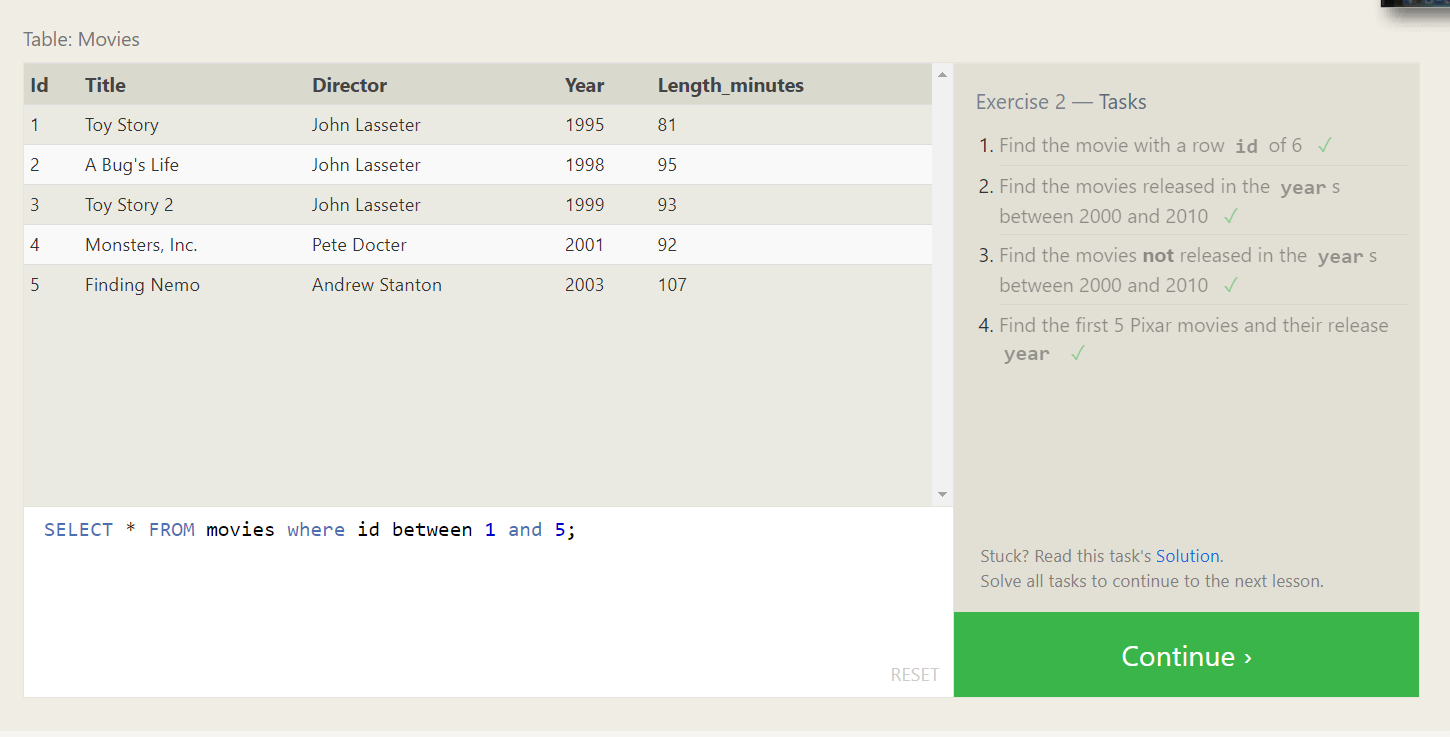 Table: Movies
Id Title Director Year Length_minutes
1 Toy Story John Lasseter 1995 81
2 A Bug's Life John Lasseter 1998 95
3 Toy Story 2 John Lasseter 1999 93
4 Monsters, Inc. Pete Docter 2001 92
5 Finding Nemo Andrew Stanton 2003 107
SELECT * FROM movies where id between 1 and 5;
RESET
Exercise 2 — Tasks
1. Find the movie with a row id of 6 ✓
2. Find the movies released in the year s
between 2000 and 2010 ✓
3. Find the movies not released in the year s
between 2000 and 2010 ✓
4. Find the first 5 Pixar movies and their release
year ✓
Stuck? Read this task's Solution.
Solve all tasks to continue to the next lesson.
Continue ›